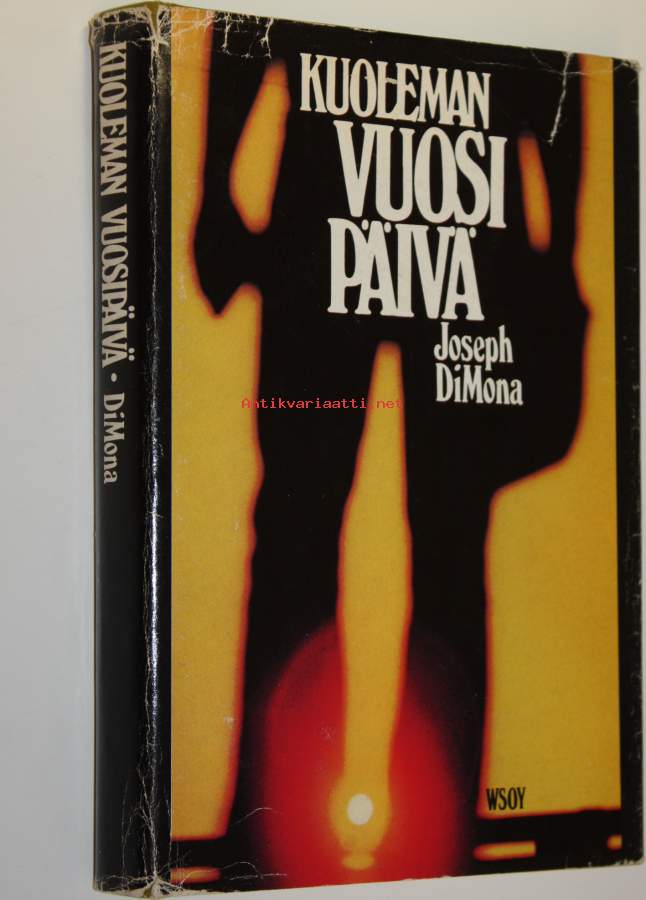 KUOLEMAN VUOSIPÄIVÄ • DiMona
KUOLEMAN
VUOSI
PÄIVÄ
Joseph
DiMona
Antikvariaatti.net
WSOY